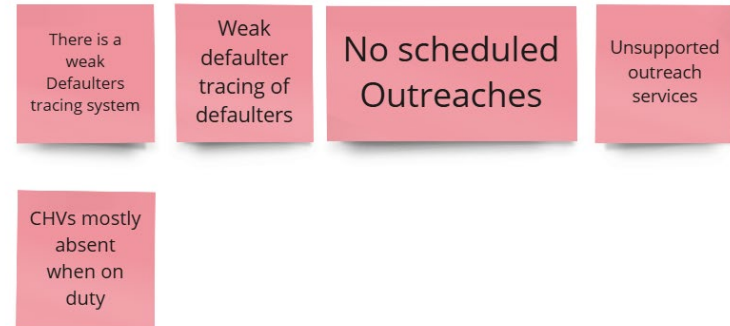 There is a
weak
Defaulters
tracing system
Weak
defaulter
tracing of
defaulters
No scheduled
Outreaches
Unsupported
outreach
services
CHVs mostly
absent
when on
duty